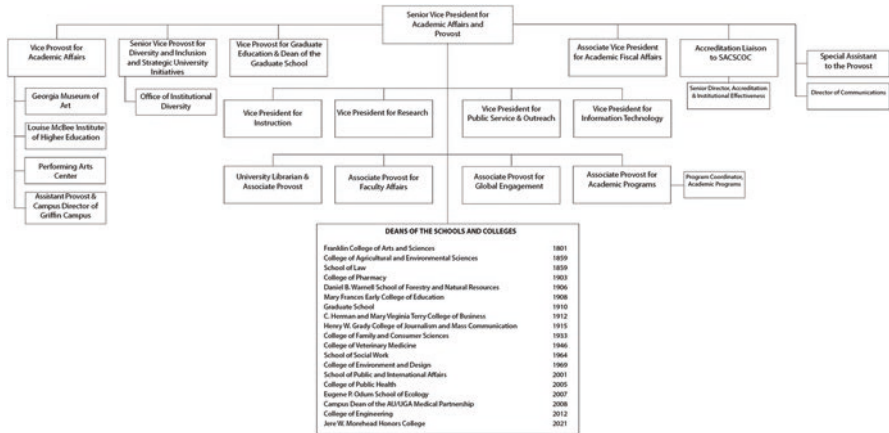 Senior Vice President for
Academic Affairs and
Provost
Vice Provost for
Academic Affairs
Senior Vice Provost for
Diversity and Inclusion
and Strategic University
Initiatives
Vice Provost for Graduate
Education & Dean of the
Graduate School
Associate Vice President
for Academic Fiscal Affairs
Accreditation Liaison
to SACSCOC
Special Assistant
to the Provost
Georgia Museum of
Art
Office of Institutional
Diversity
Senior Director, Accreditation
& Institutional Effectiveness
Director of Communications
Louise McBee Institute
of Higher Education
Performing Arts
Center
Assistant Provost &
Campus Director of
Griffin Campus
Vice President for
Instruction
Vice President for Research
Vice President for
Public Service & Outreach
Vice President for
Information Technology
University Librarian &
Associate Provost
Associate Provost for
Faculty Affairs
Associate Provost for
Global Engagement
Associate Provost for
Academic Programs
Program Coordinator,
Academic Programs
DEANS OF THE SCHOOLS AND COLLEGES
Franklin College of Arts and Sciences 1801
College of Agricultural and Environmental Sciences 1859
School of Law 1859
College of Pharmacy 1903
Daniel B. Warnell School of Forestry and Natural Resources 1906
Mary Frances Early College of Education 1908
Graduate School 1910
C. Herman and Mary Virginia Terry College of Business 1912
Henry W. Grady College of Journalism and Mass Communication 1915
College of Family and Consumer Sciences 1933
College of Veterinary Medicine 1946
School of Social Work 1964
College of Environment and Design 1969
School of Public and International Affairs 2001
College of Public Health 2005
Eugene P. Odum School of Ecology 2007
Campus Dean of the AU/UGA Medical Partnership 2008
College of Engineering 2012
Jere W. Morehead Honors College 2021